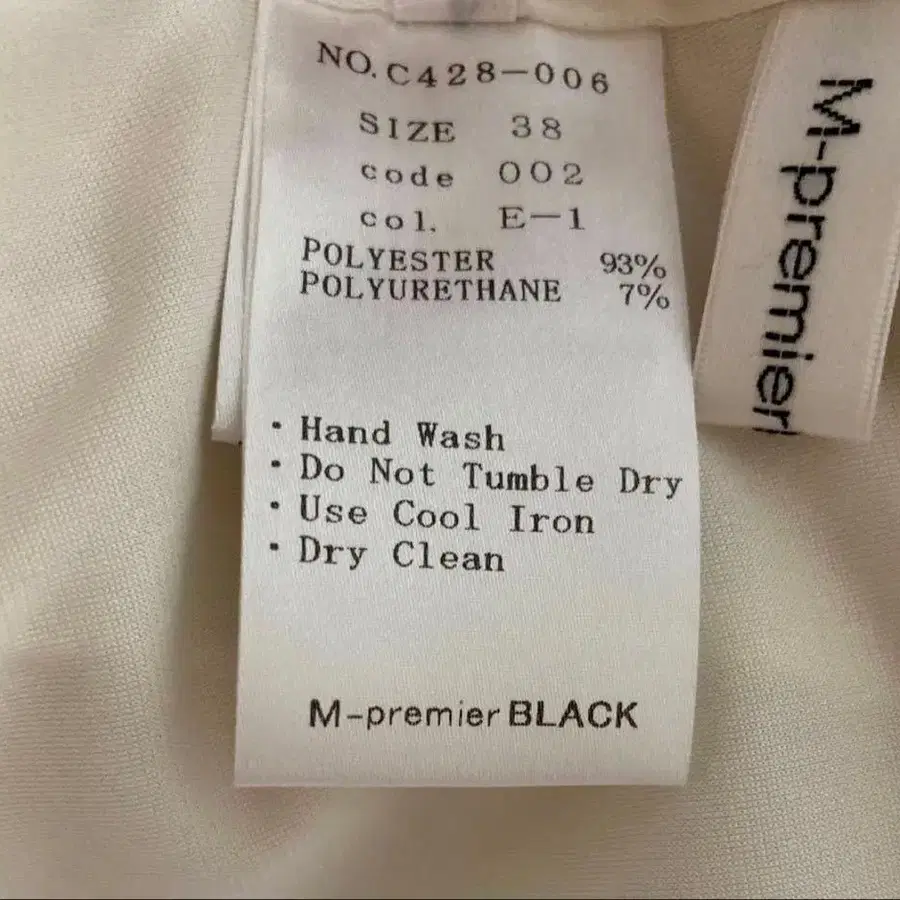 NO. C428-006
SIZE 38
code 002
col. E-1
POLYESTER 93%
POLYURETHANE 7%
・Hand Wash
・Do Not Tumble Dry
・Use Cool Iron
・Dry Clean
M-premier BLACK
M-premier